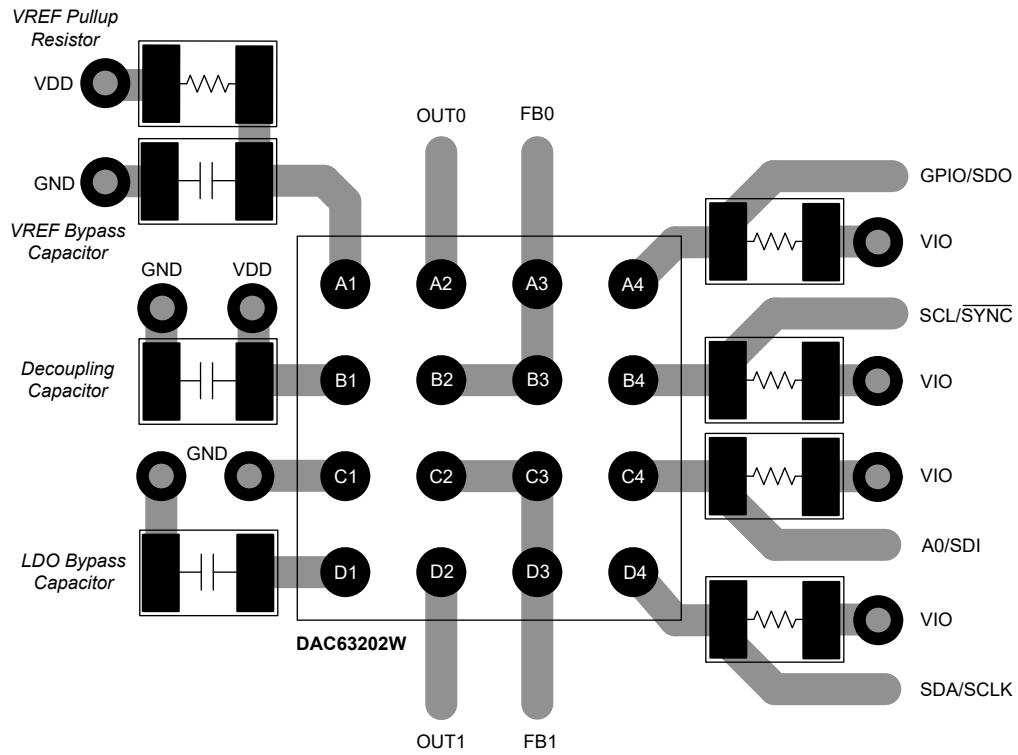 VREF Pullup
Resistor
VDD
GND
VREF Bypass
Capacitor
OUT0
FB0
GPIO/SDO
VIO
GND
VDD
A1
A2
A3
A4
SCL/SYNC
Decoupling
Capacitor
B1
B2
B3
B4
VIO
GND
C1
C2
C3
C4
VIO
A0/SDI
LDO Bypass
Capacitor
D1
D2
D3
D4
VIO
DAC63202W
SDA/SCLK
OUT1
FB1